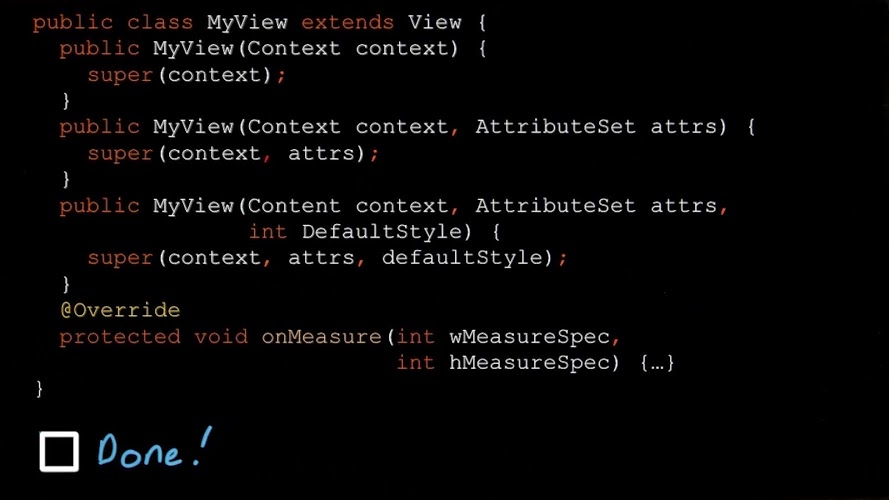 public class MyView extends View {
public MyView(Context context) {
super(context);
}
public MyView(Context context, AttributeSet attrs) {
super(context, attrs);
}
public MyView(Content context, AttributeSet attrs,
int DefaultStyle) {
super(context, attrs, defaultStyle);
}
@Override
protected void onMeasure(int wMeasureSpec,
int hMeasureSpec) {…}
}
Done!